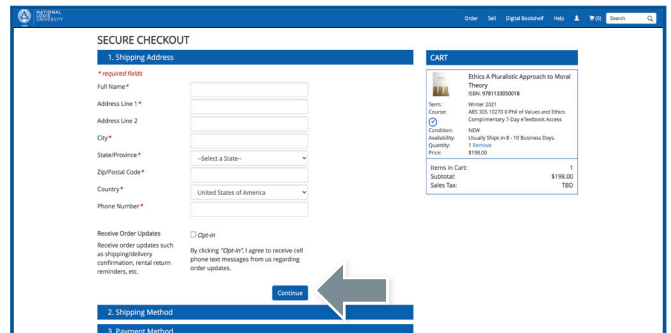 NATIONAL
LOUIS
UNIVERSITY
Order Sell Digital Bookshelf Help (0) Search
SECURE CHECKOUT
1. Shipping Address
* required fields
Full Name*
Address Line 1*
Address Line 2
City*
State/Province*
--Select a State--
Zip/Postal Code*
Country*
United States of America
Phone Number*
Receive Order Updates
Receive order updates such
as shipping/delivery
confirmation, rental return
reminders, etc.
Opt-in
By clicking "Opt-in", I agree to receive cell
phone text messages from us regarding
order updates.
Continue
2. Shipping Method
3. Payment Method
CART
Ethics A Pluralistic Approach to Moral
Theory
ISBN: 9781133050018
Term: Winter 2021
Course: ABS 305 10270 0 Phil of Values and Ethics
Complimentary 7-Day eTextbook Access
Condition: NEW
Availability: Usually Ships in 8 - 10 Business Days.
Quantity: 1 Remove
Price: $198.00
Items in Cart: 1
Subtotal: $198.00
Sales Tax: TBD